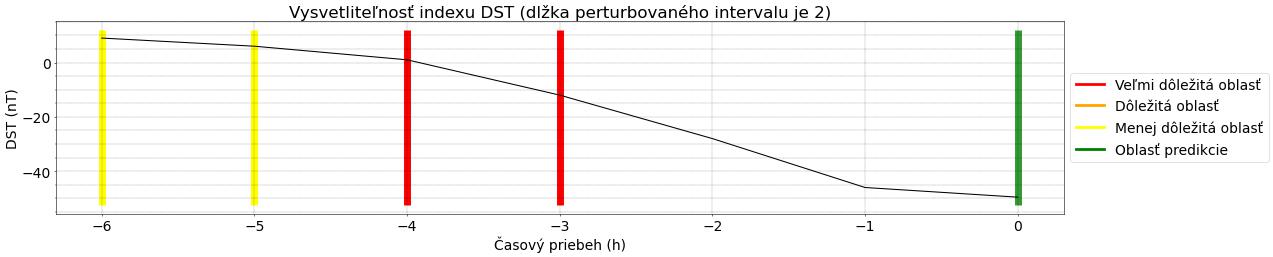 Vysvetliteľnosť indexu DST (dlžka perturbovaného intervalu je 2)
DST (nT)
0
−20
−40
−6 −5 −4 −3 −2 −1 0
Časový priebeh (h)
Veľmi dôležitá oblasť
Dôležitá oblasť
Menej dôležitá oblasť
Oblasť predikcie